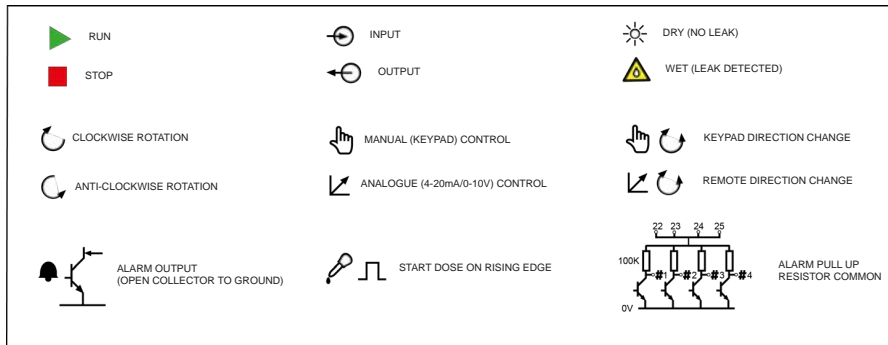 RUN
INPUT
DRY (NO LEAK)
STOP
OUTPUT
WET (LEAK DETECTED)
CLOCKWISE ROTATION
MANUAL (KEYPAD) CONTROL
KEYPAD DIRECTION CHANGE
ANTI-CLOCKWISE ROTATION
ANALOGUE (4-20mA/0-10V) CONTROL
REMOTE DIRECTION CHANGE
ALARM OUTPUT
(OPEN COLLECTOR TO GROUND)
START DOSE ON RISING EDGE
22 23 24 25
100K
#1 #2 #3 #4
0V
ALARM PULL UP
RESISTOR COMMON